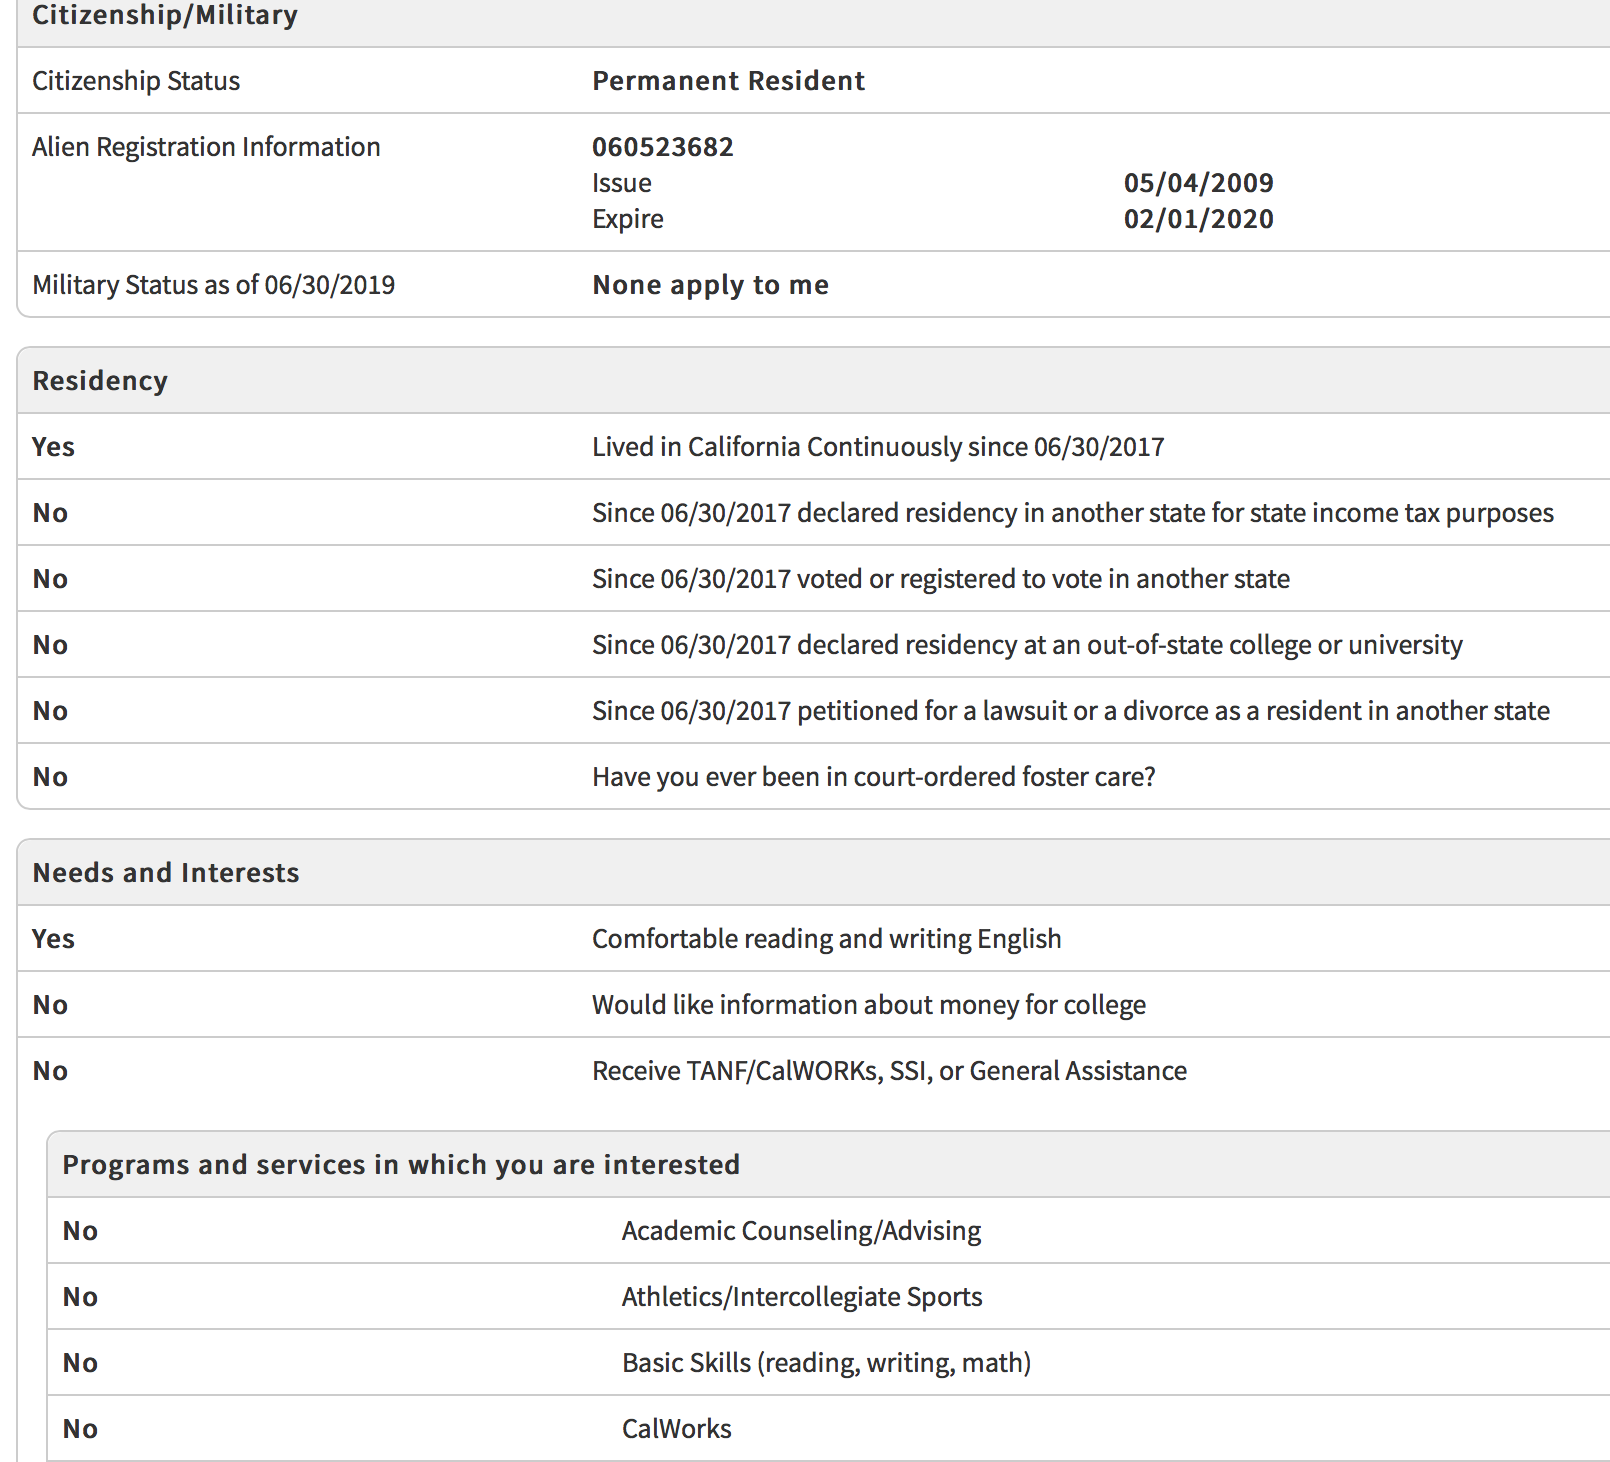 Citizenship/Military
Citizenship Status Permanent Resident
Alien Registration Information 060523682
Issue 05/04/2009
Expire 02/01/2020
Military Status as of 06/30/2019 None apply to me
Residency
Yes Lived in California Continuously since 06/30/2017
No Since 06/30/2017 declared residency in another state for state income tax purposes
No Since 06/30/2017 voted or registered to vote in another state
No Since 06/30/2017 declared residency at an out-of-state college or university
No Since 06/30/2017 petitioned for a lawsuit or a divorce as a resident in another state
No Have you ever been in court-ordered foster care?
Needs and Interests
Yes Comfortable reading and writing English
No Would like information about money for college
No Receive TANF/CalWORKs, SSI, or General Assistance
Programs and services in which you are interested
No Academic Counseling/Advising
No Athletics/Intercollegiate Sports
No Basic Skills (reading, writing, math)
No CalWorks